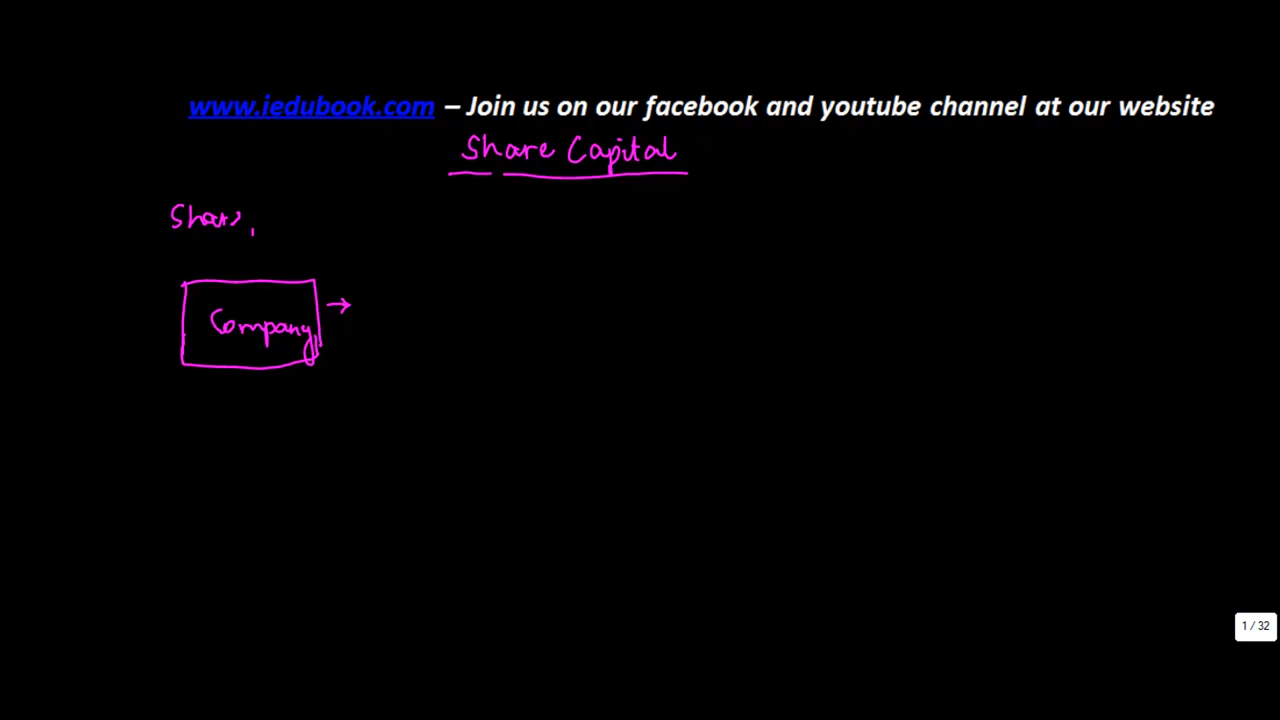 www.iedubook.com – Join us on our facebook and youtube channel at our website
Share Capital
Company →
1 / 32